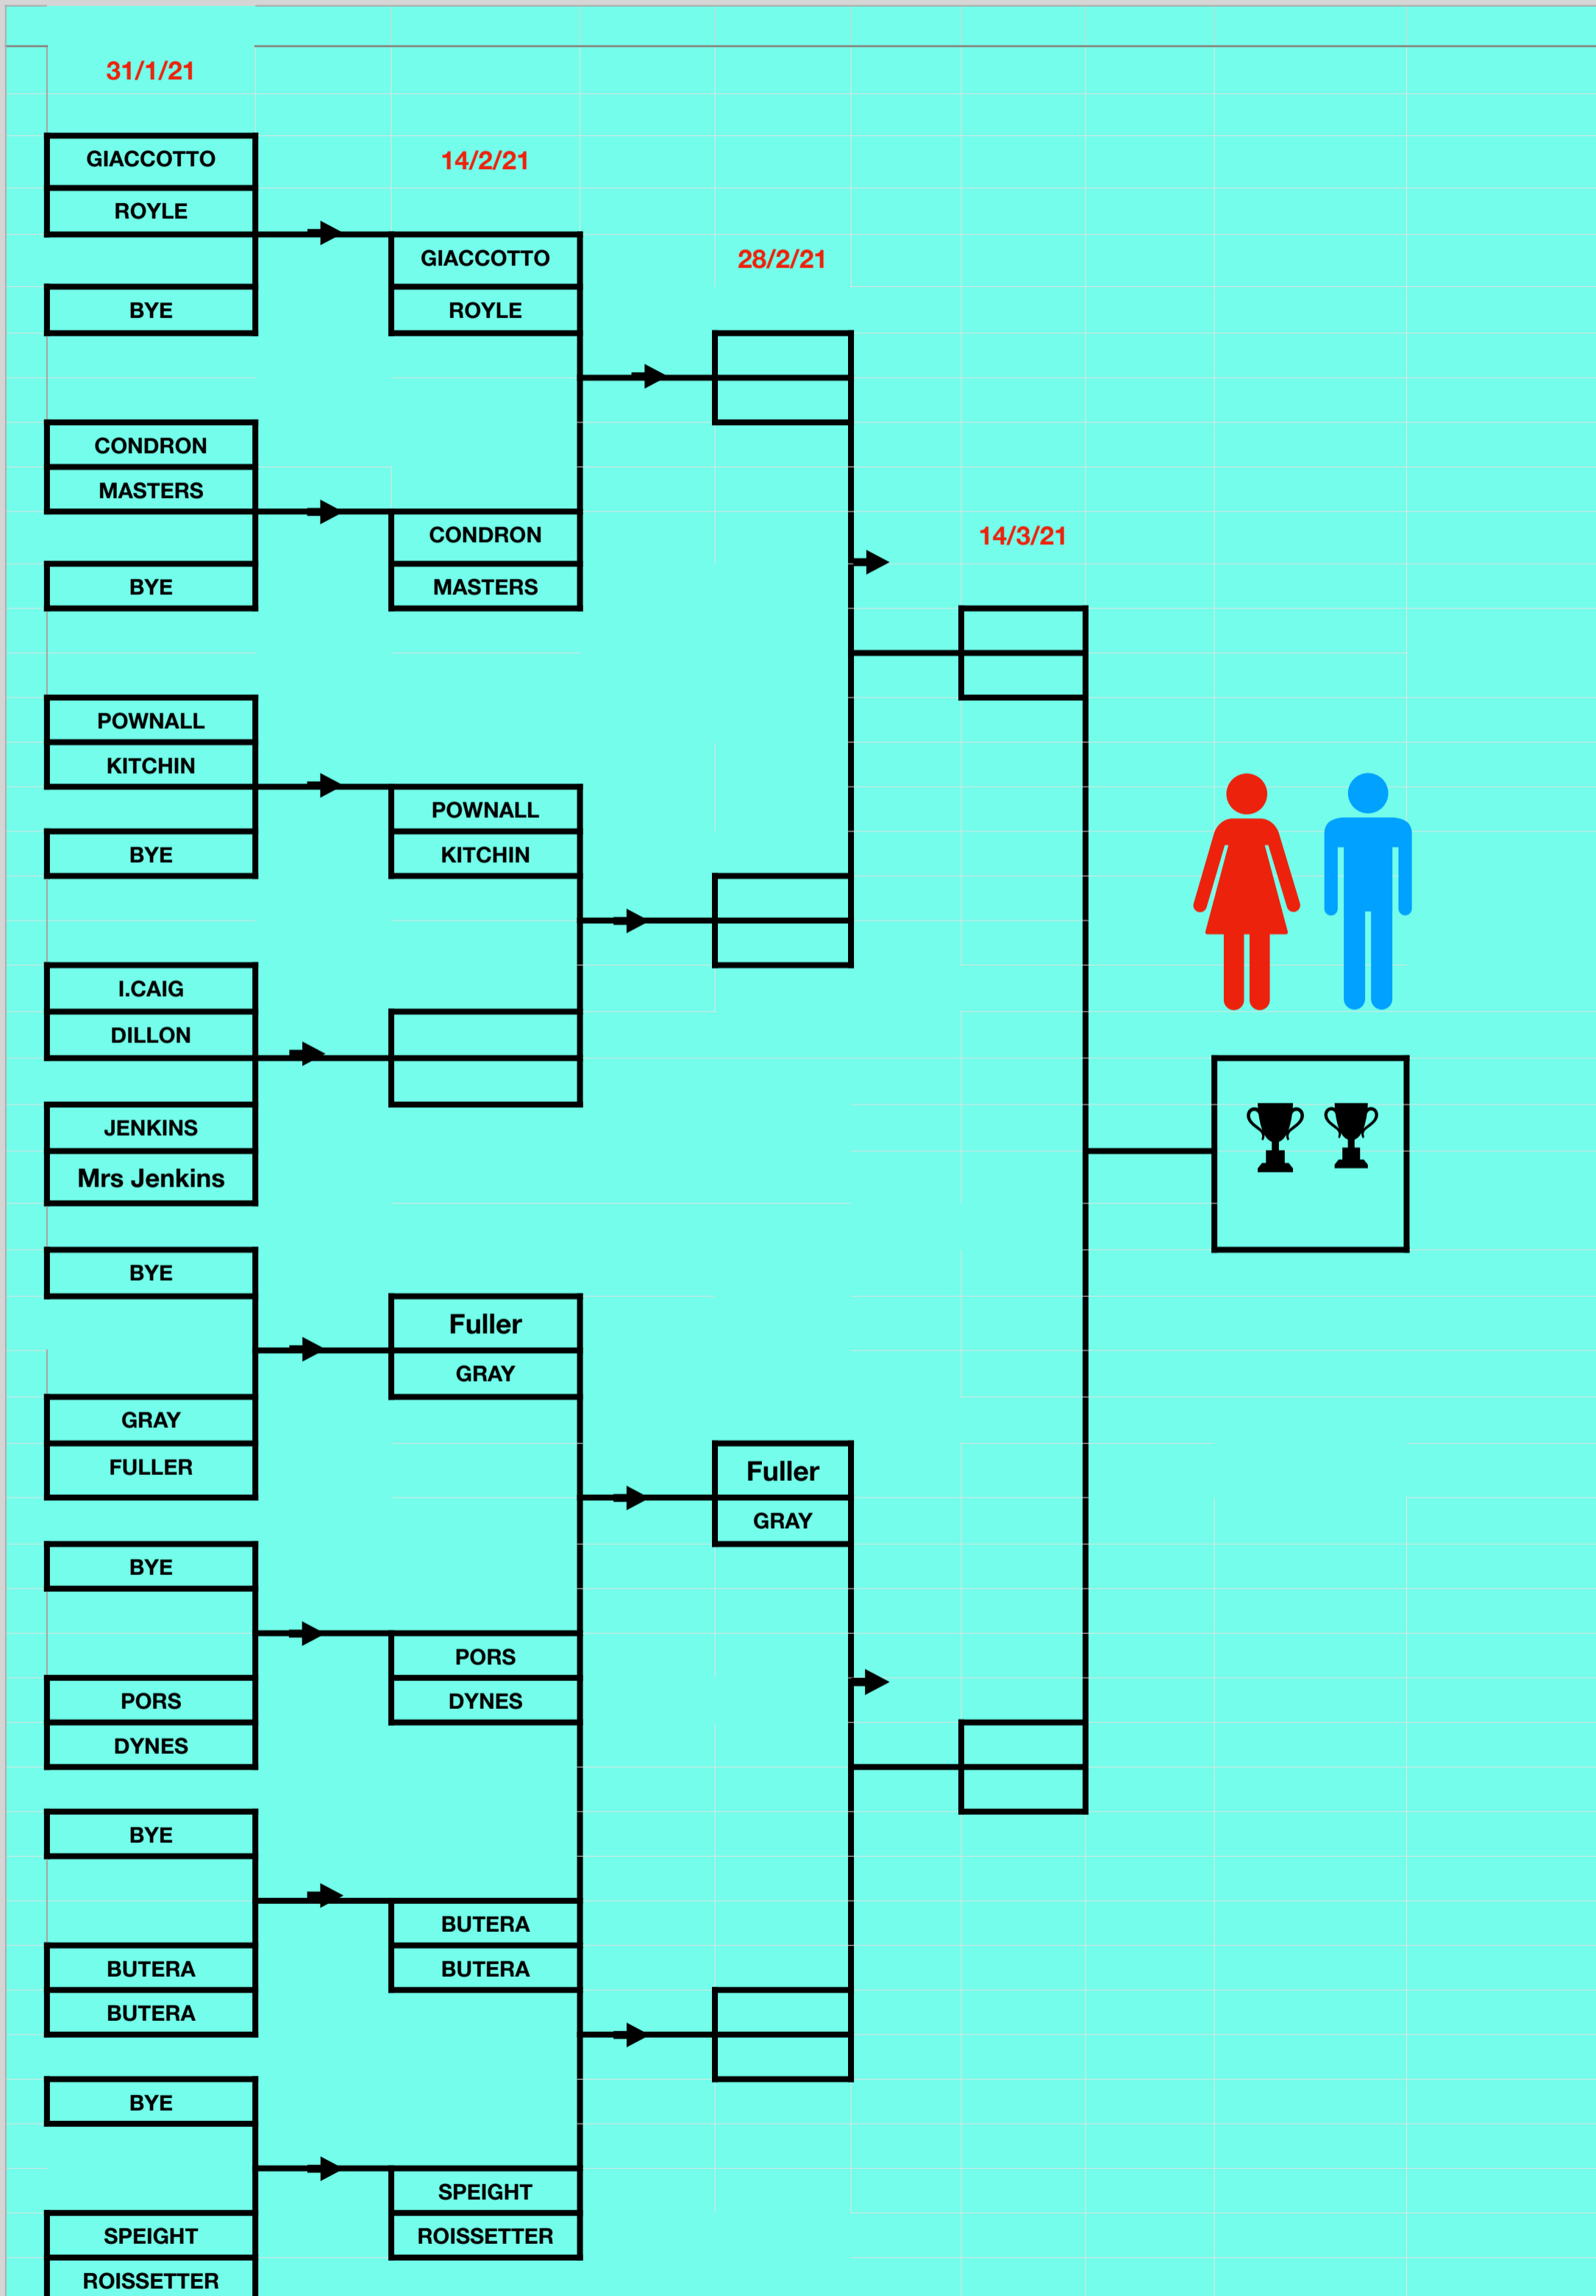 31/1/21
GIACCOTTO
ROYLE
BYE
CONDRON
MASTERS
BYE
POWNALL
KITCHIN
BYE
I.CAIG
DILLON
JENKINS
Mrs Jenkins
BYE
GRAY
FULLER
BYE
PORS
DYNES
BYE
BUTERA
BUTERA
BYE
SPEIGHT
ROISSETTER
14/2/21
GIACCOTTO
ROYLE
CONDRON
MASTERS
POWNALL
KITCHIN
Fuller
GRAY
PORS
DYNES
BUTERA
BUTERA
SPEIGHT
ROISSETTER
28/2/21
Fuller
GRAY
14/3/21